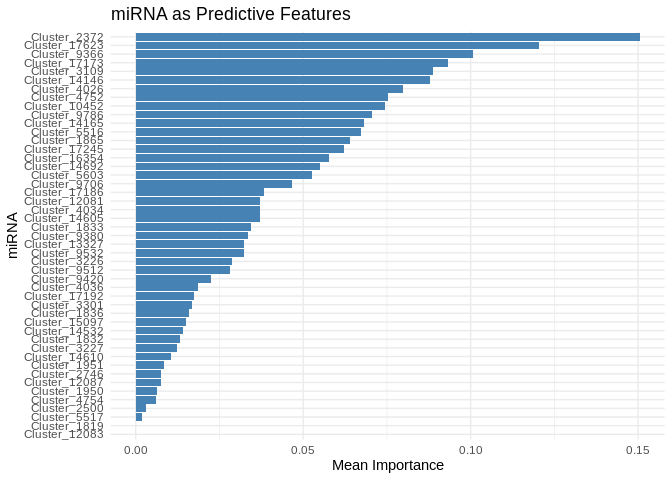 miRNA as Predictive Features
miRNA
Cluster_2372
Cluster_17623
Cluster_9366
Cluster_17173
Cluster_3109
Cluster_14146
Cluster_4026
Cluster_4752
Cluster_10452
Cluster_9786
Cluster_14165
Cluster_5516
Cluster_1865
Cluster_17245
Cluster_16354
Cluster_14692
Cluster_5603
Cluster_9706
Cluster_17186
Cluster_12081
Cluster_4034
Cluster_14605
Cluster_1833
Cluster_9380
Cluster_13327
Cluster_9532
Cluster_3226
Cluster_9512
Cluster_9420
Cluster_4036
Cluster_17192
Cluster_3301
Cluster_1836
Cluster_15097
Cluster_14532
Cluster_1832
Cluster_3227
Cluster_14610
Cluster_1951
Cluster_2746
Cluster_12087
Cluster_1950
Cluster_4754
Cluster_2500
Cluster_5517
Cluster_1819
Cluster_12083
0.00 0.05 0.10 0.15
Mean Importance